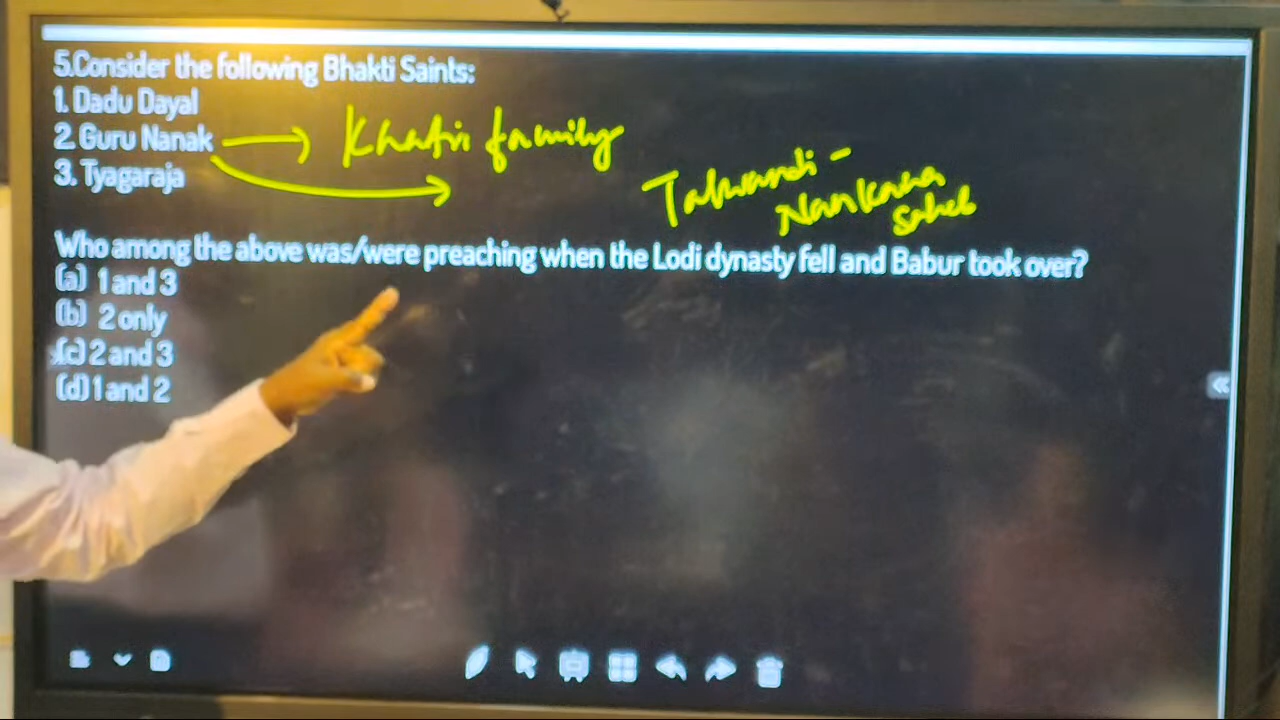 5.Consider the following Bhakti Saints:
1. Dadu Dayal
2. Guru Nanak
3. Tyagaraja
Khatri family
Talwandi -
Nankana
Saheb
Who among the above was/were preaching when the Lodi dynasty fell and Babur took over?
(a) 1 and 3
(b) 2 only
(c) 2 and 3
(d) 1 and 2